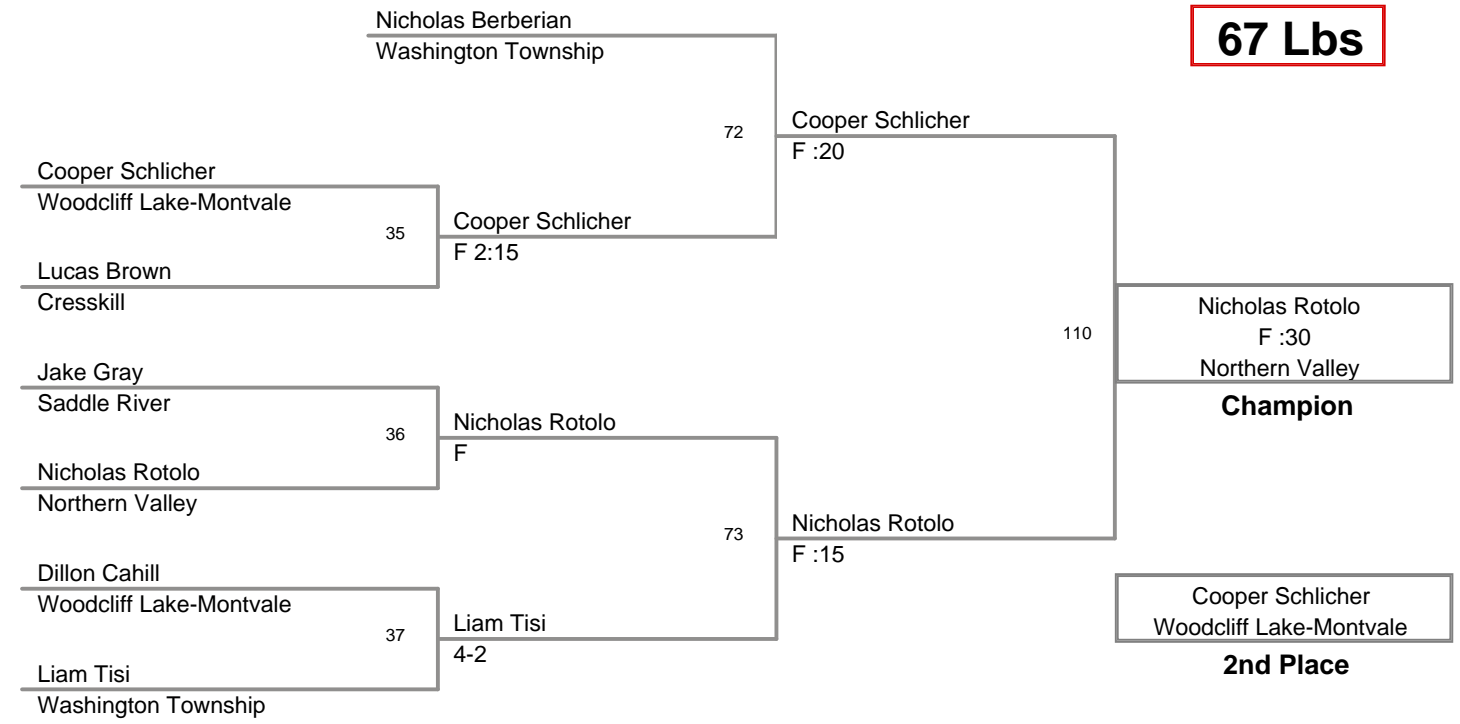 Nicholas Berberian
Washington Township
67 Lbs
72
Cooper Schlicher
F :20
Cooper Schlicher
Woodcliff Lake-Montvale
35
Cooper Schlicher
F 2:15
Lucas Brown
Cresskill
110
Nicholas Rotolo
F :30
Northern Valley
Champion
Jake Gray
Saddle River
36
Nicholas Rotolo
F
Nicholas Rotolo
Northern Valley
73
Nicholas Rotolo
F :15
Dillon Cahill
Woodcliff Lake-Montvale
37
Liam Tisi
4-2
Liam Tisi
Washington Township
Cooper Schlicher
Woodcliff Lake-Montvale
2nd Place